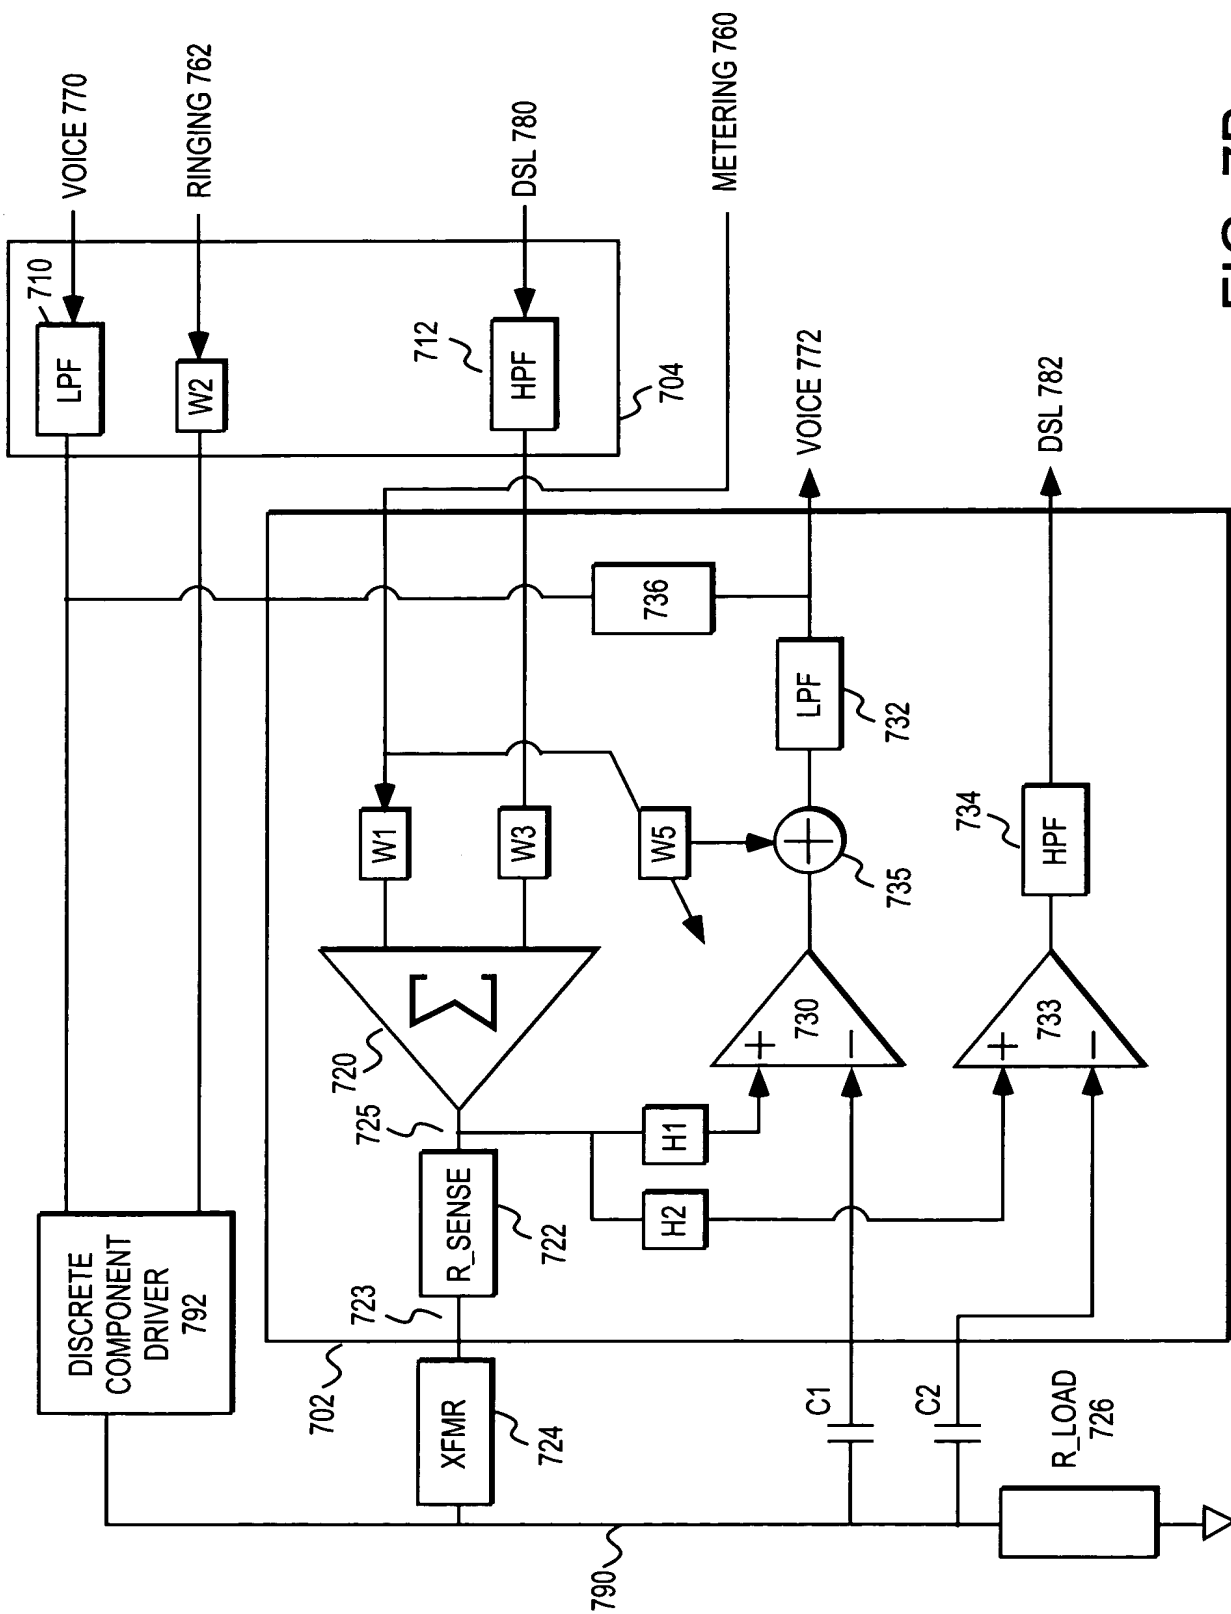 VOICE 770
RINGING 762
DSL 780
METERING 760
710
LPF
W2
712
HPF
704
VOICE 772
DSL 782
736
LPF
732
W1
W3
W5
735
734
HPF
Σ
720
+
730
−
+
733
−
725
R_SENSE
722
H1
H2
723
DISCRETE
COMPONENT
DRIVER
792
702
XFMR
724
C1
C2
R_LOAD
726
790